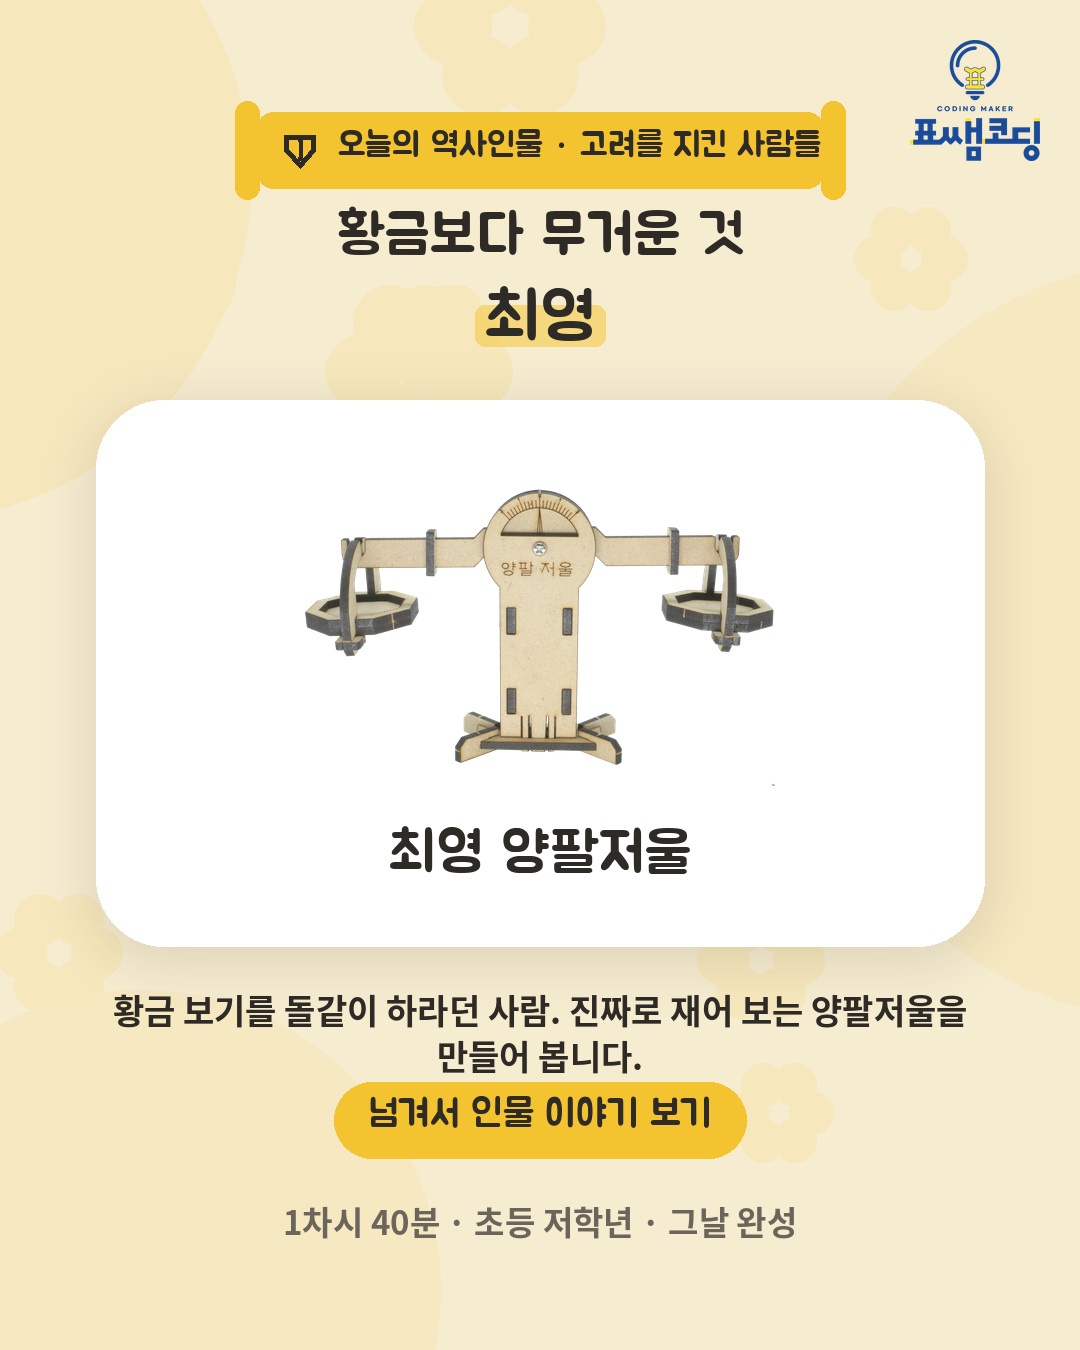 CODING MAKER
표쌤코딩
오늘의 역사인물 · 고려를 지킨 사람들
황금보다 무거운 것
최영
양팔 저울
최영 양팔저울
황금 보기를 돌같이 하라던 사람. 진짜로 재어 보는 양팔저울을
만들어 봅니다.
넘겨서 인물 이야기 보기
1차시 40분 · 초등 저학년 · 그날 완성